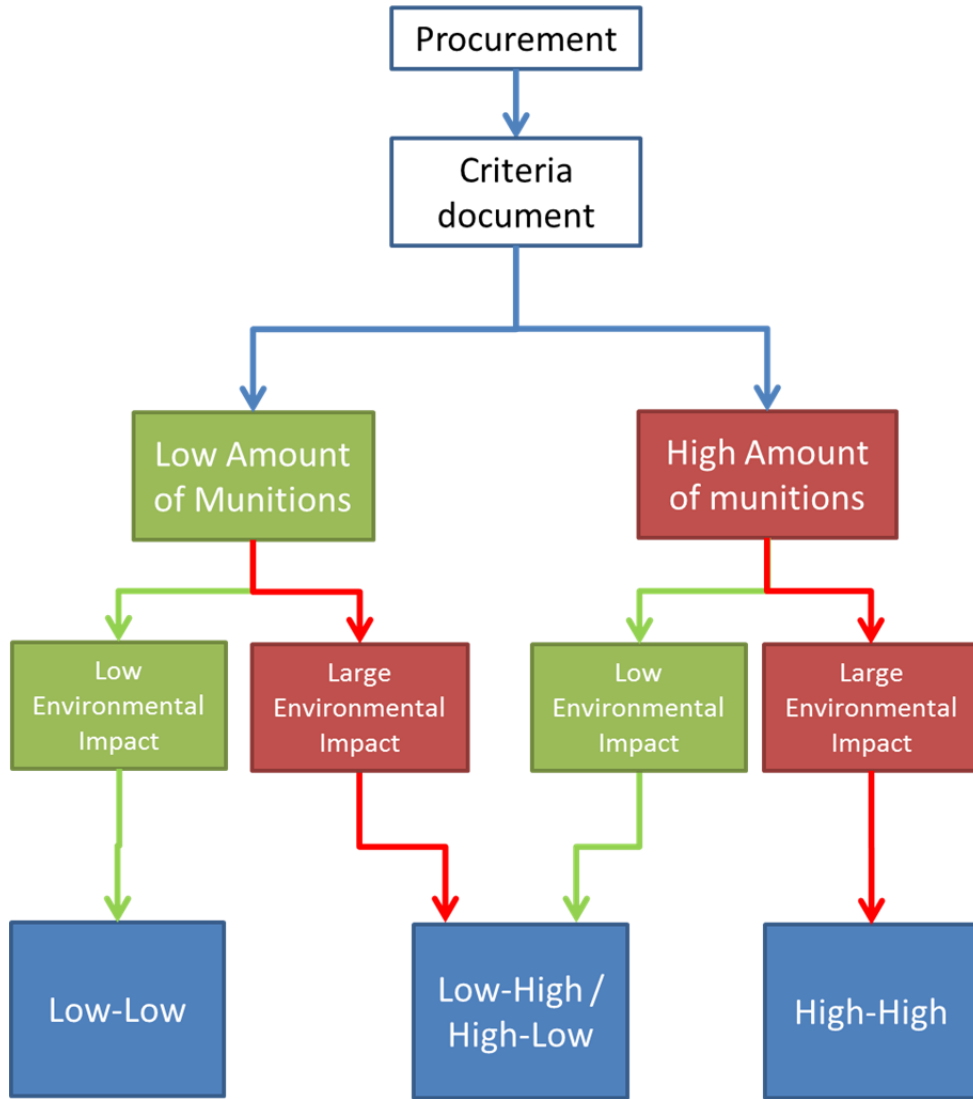 Procurement
Criteria
document
Low Amount
of Munitions
High Amount
of munitions
Low
Environmental
Impact
Large
Environmental
Impact
Low
Environmental
Impact
Large
Environmental
Impact
Low-Low
Low-High /
High-Low
High-High